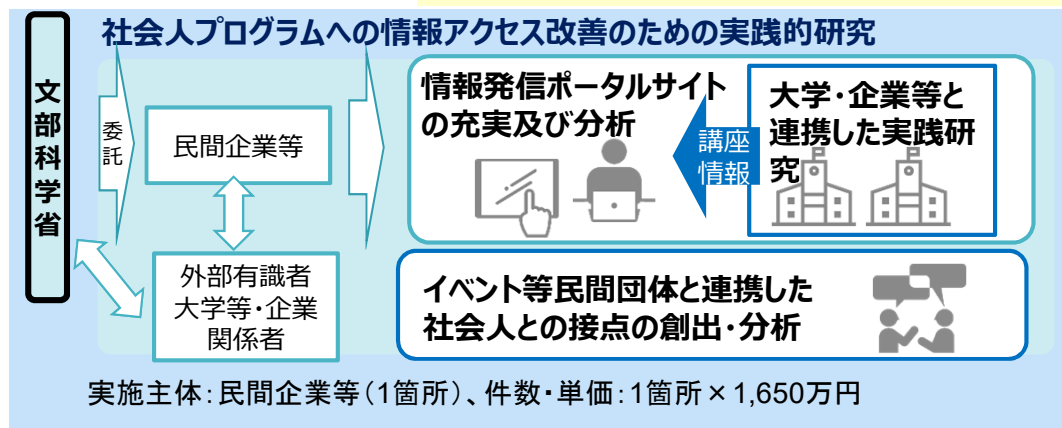 社会人プログラムへの情報アクセス改善のための実践的研究
文部科学省
委託
民間企業等
外部有識者
大学等・企業
関係者
情報発信ポータルサイト
の充実及び分析
講座
情報
大学・企業等と
連携した実践研
究
イベント等民間団体と連携した
社会人との接点の創出・分析
実施主体：民間企業等（1箇所）、件数・単価：1箇所×1,650万円